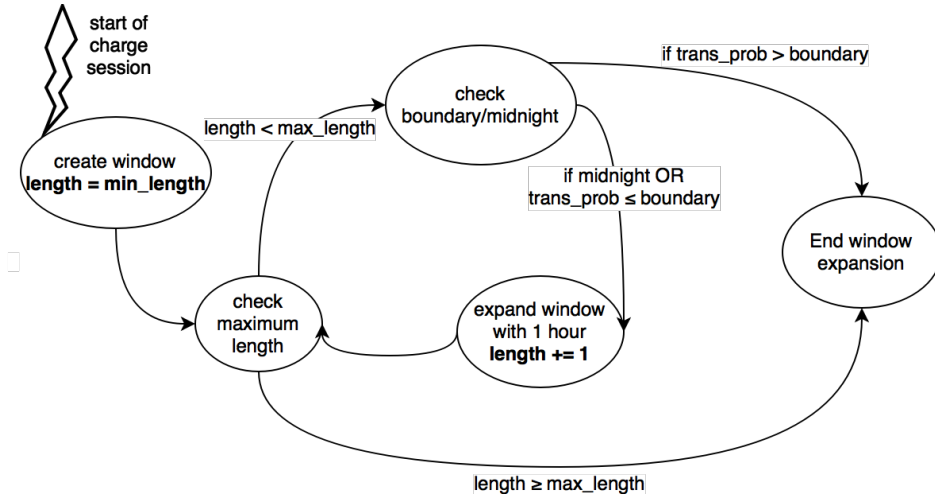 start of
charge
session
create window
length = min_length
length < max_length
check
boundary/midnight
if trans_prob > boundary
if midnight OR
trans_prob ≤ boundary
End window
expansion
check
maximum
length
expand window
with 1 hour
length += 1
length ≥ max_length